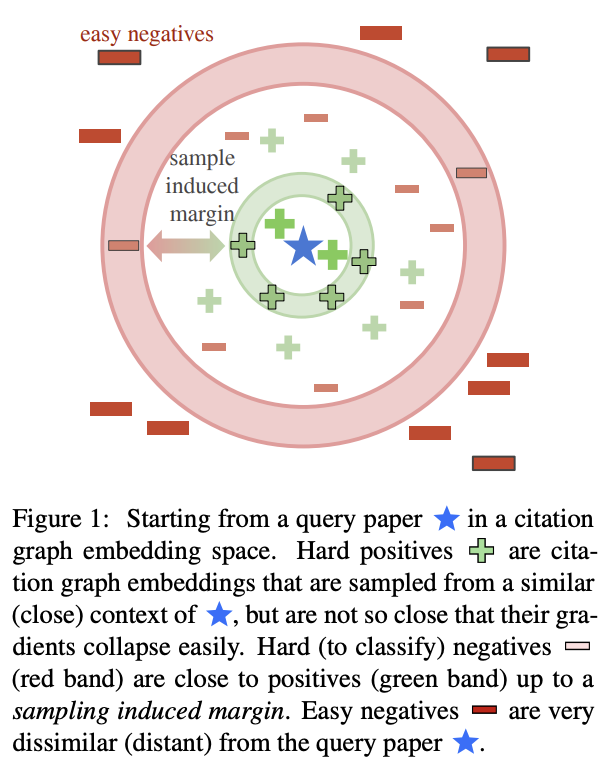 easy negatives
sample
induced
margin
Figure 1: Starting from a query paper ★ in a citation
graph embedding space. Hard positives ✚ are cita-
tion graph embeddings that are sampled from a similar
(close) context of ★, but are not so close that their gra-
dients collapse easily. Hard (to classify) negatives
(red band) are close to positives (green band) up to a
sampling induced margin. Easy negatives are very
dissimilar (distant) from the query paper ★.